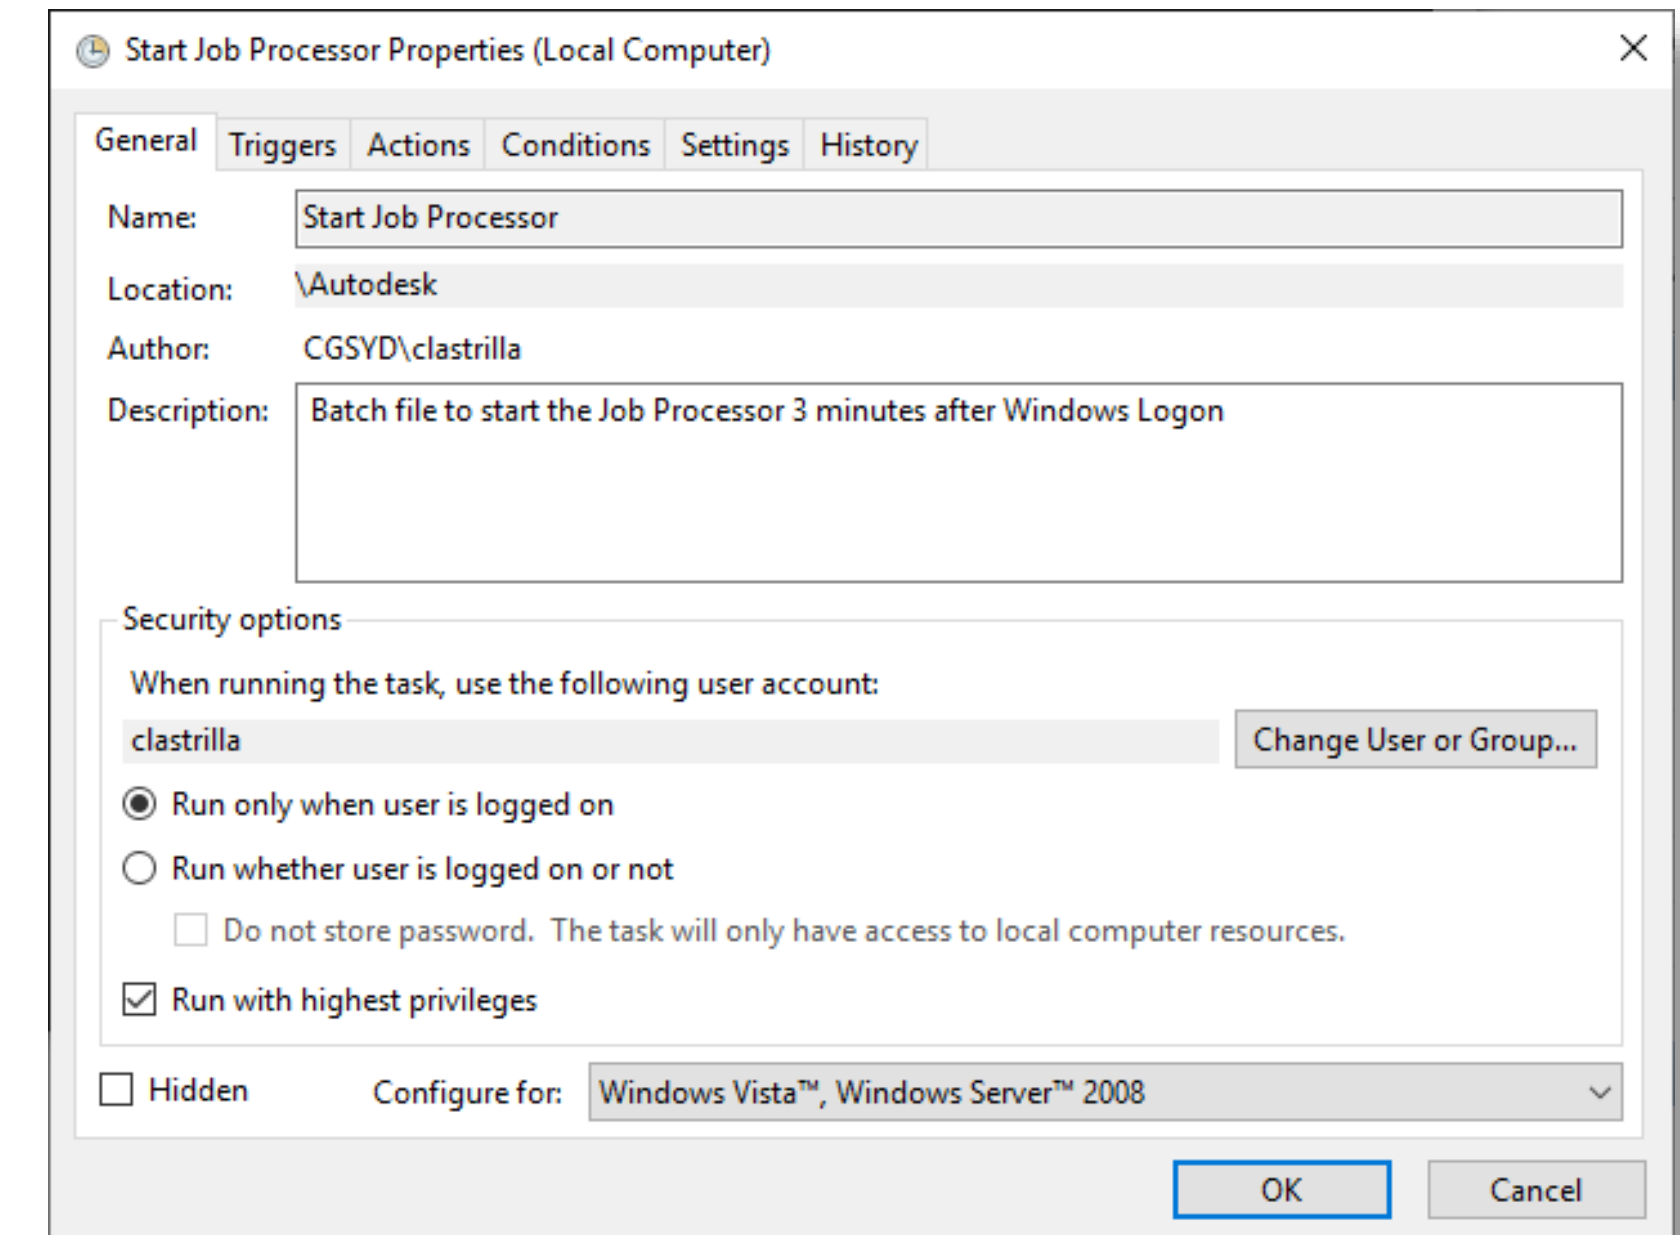 Start Job Processor Properties (Local Computer)
General Triggers Actions Conditions Settings History
Name: Start Job Processor
Location: \Autodesk
Author: CGSYD\clastrilla
Description: Batch file to start the Job Processor 3 minutes after Windows Logon
Security options
When running the task, use the following user account:
clastrilla Change User or Group...
Run only when user is logged on
Run whether user is logged on or not
Do not store password. The task will only have access to local computer resources.
Run with highest privileges
Hidden Configure for: Windows Vista™, Windows Server™ 2008
OK Cancel